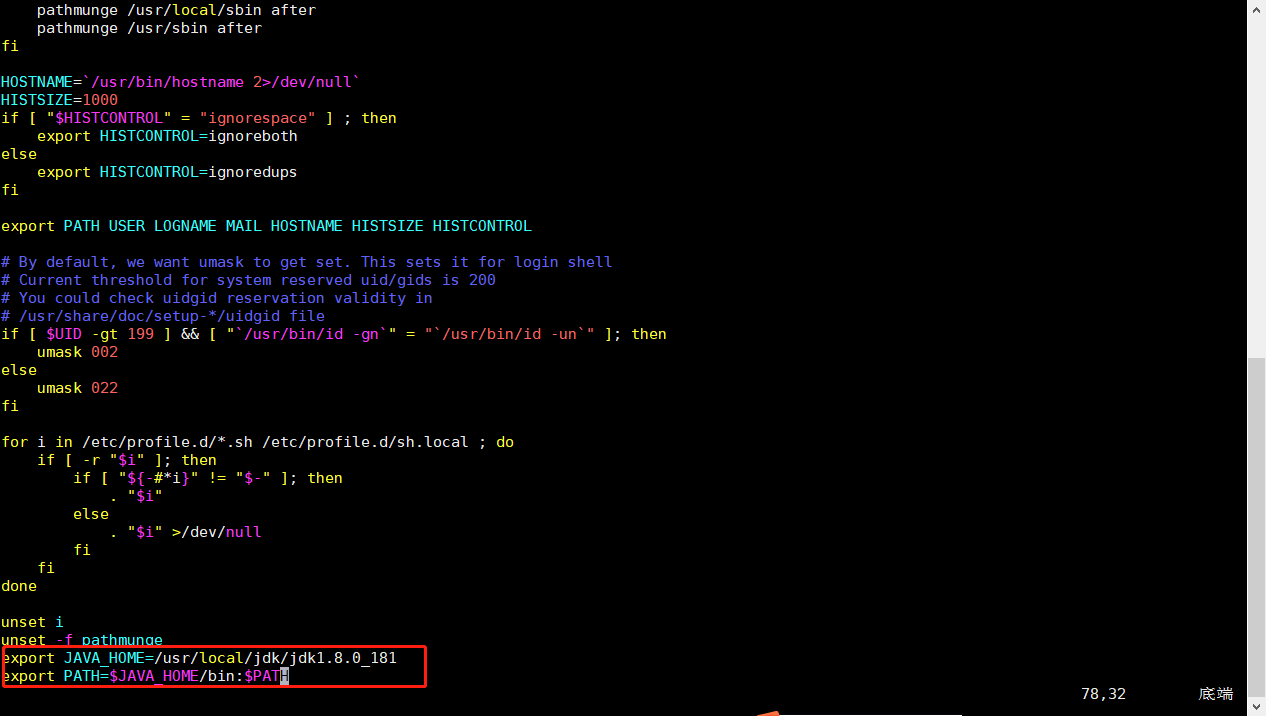 pathmunge /usr/local/sbin after
    pathmunge /usr/sbin after
fi
HOSTNAME=`/usr/bin/hostname 2>/dev/null`
HISTSIZE=1000
if [ "$HISTCONTROL" = "ignorespace" ] ; then
    export HISTCONTROL=ignoreboth
else
    export HISTCONTROL=ignoredups
fi
export PATH USER LOGNAME MAIL HOSTNAME HISTSIZE HISTCONTROL
# By default, we want umask to get set. This sets it for login shell
# Current threshold for system reserved uid/gids is 200
# You could check uidgid reservation validity in
# /usr/share/doc/setup-*/uidgid file
if [ $UID -gt 199 ] && [ "`/usr/bin/id -gn`" = "`/usr/bin/id -un`" ]; then
    umask 002
else
    umask 022
fi
for i in /etc/profile.d/*.sh /etc/profile.d/sh.local ; do
    if [ -r "$i" ]; then
        if [ "${-#*i}" != "$-" ]; then
            . "$i"
        else
            . "$i" >/dev/null
        fi
    fi
done
unset i
unset -f pathmunge
export JAVA_HOME=/usr/local/jdk/jdk1.8.0_181
export PATH=$JAVA_HOME/bin:$PATH
78,32 底端